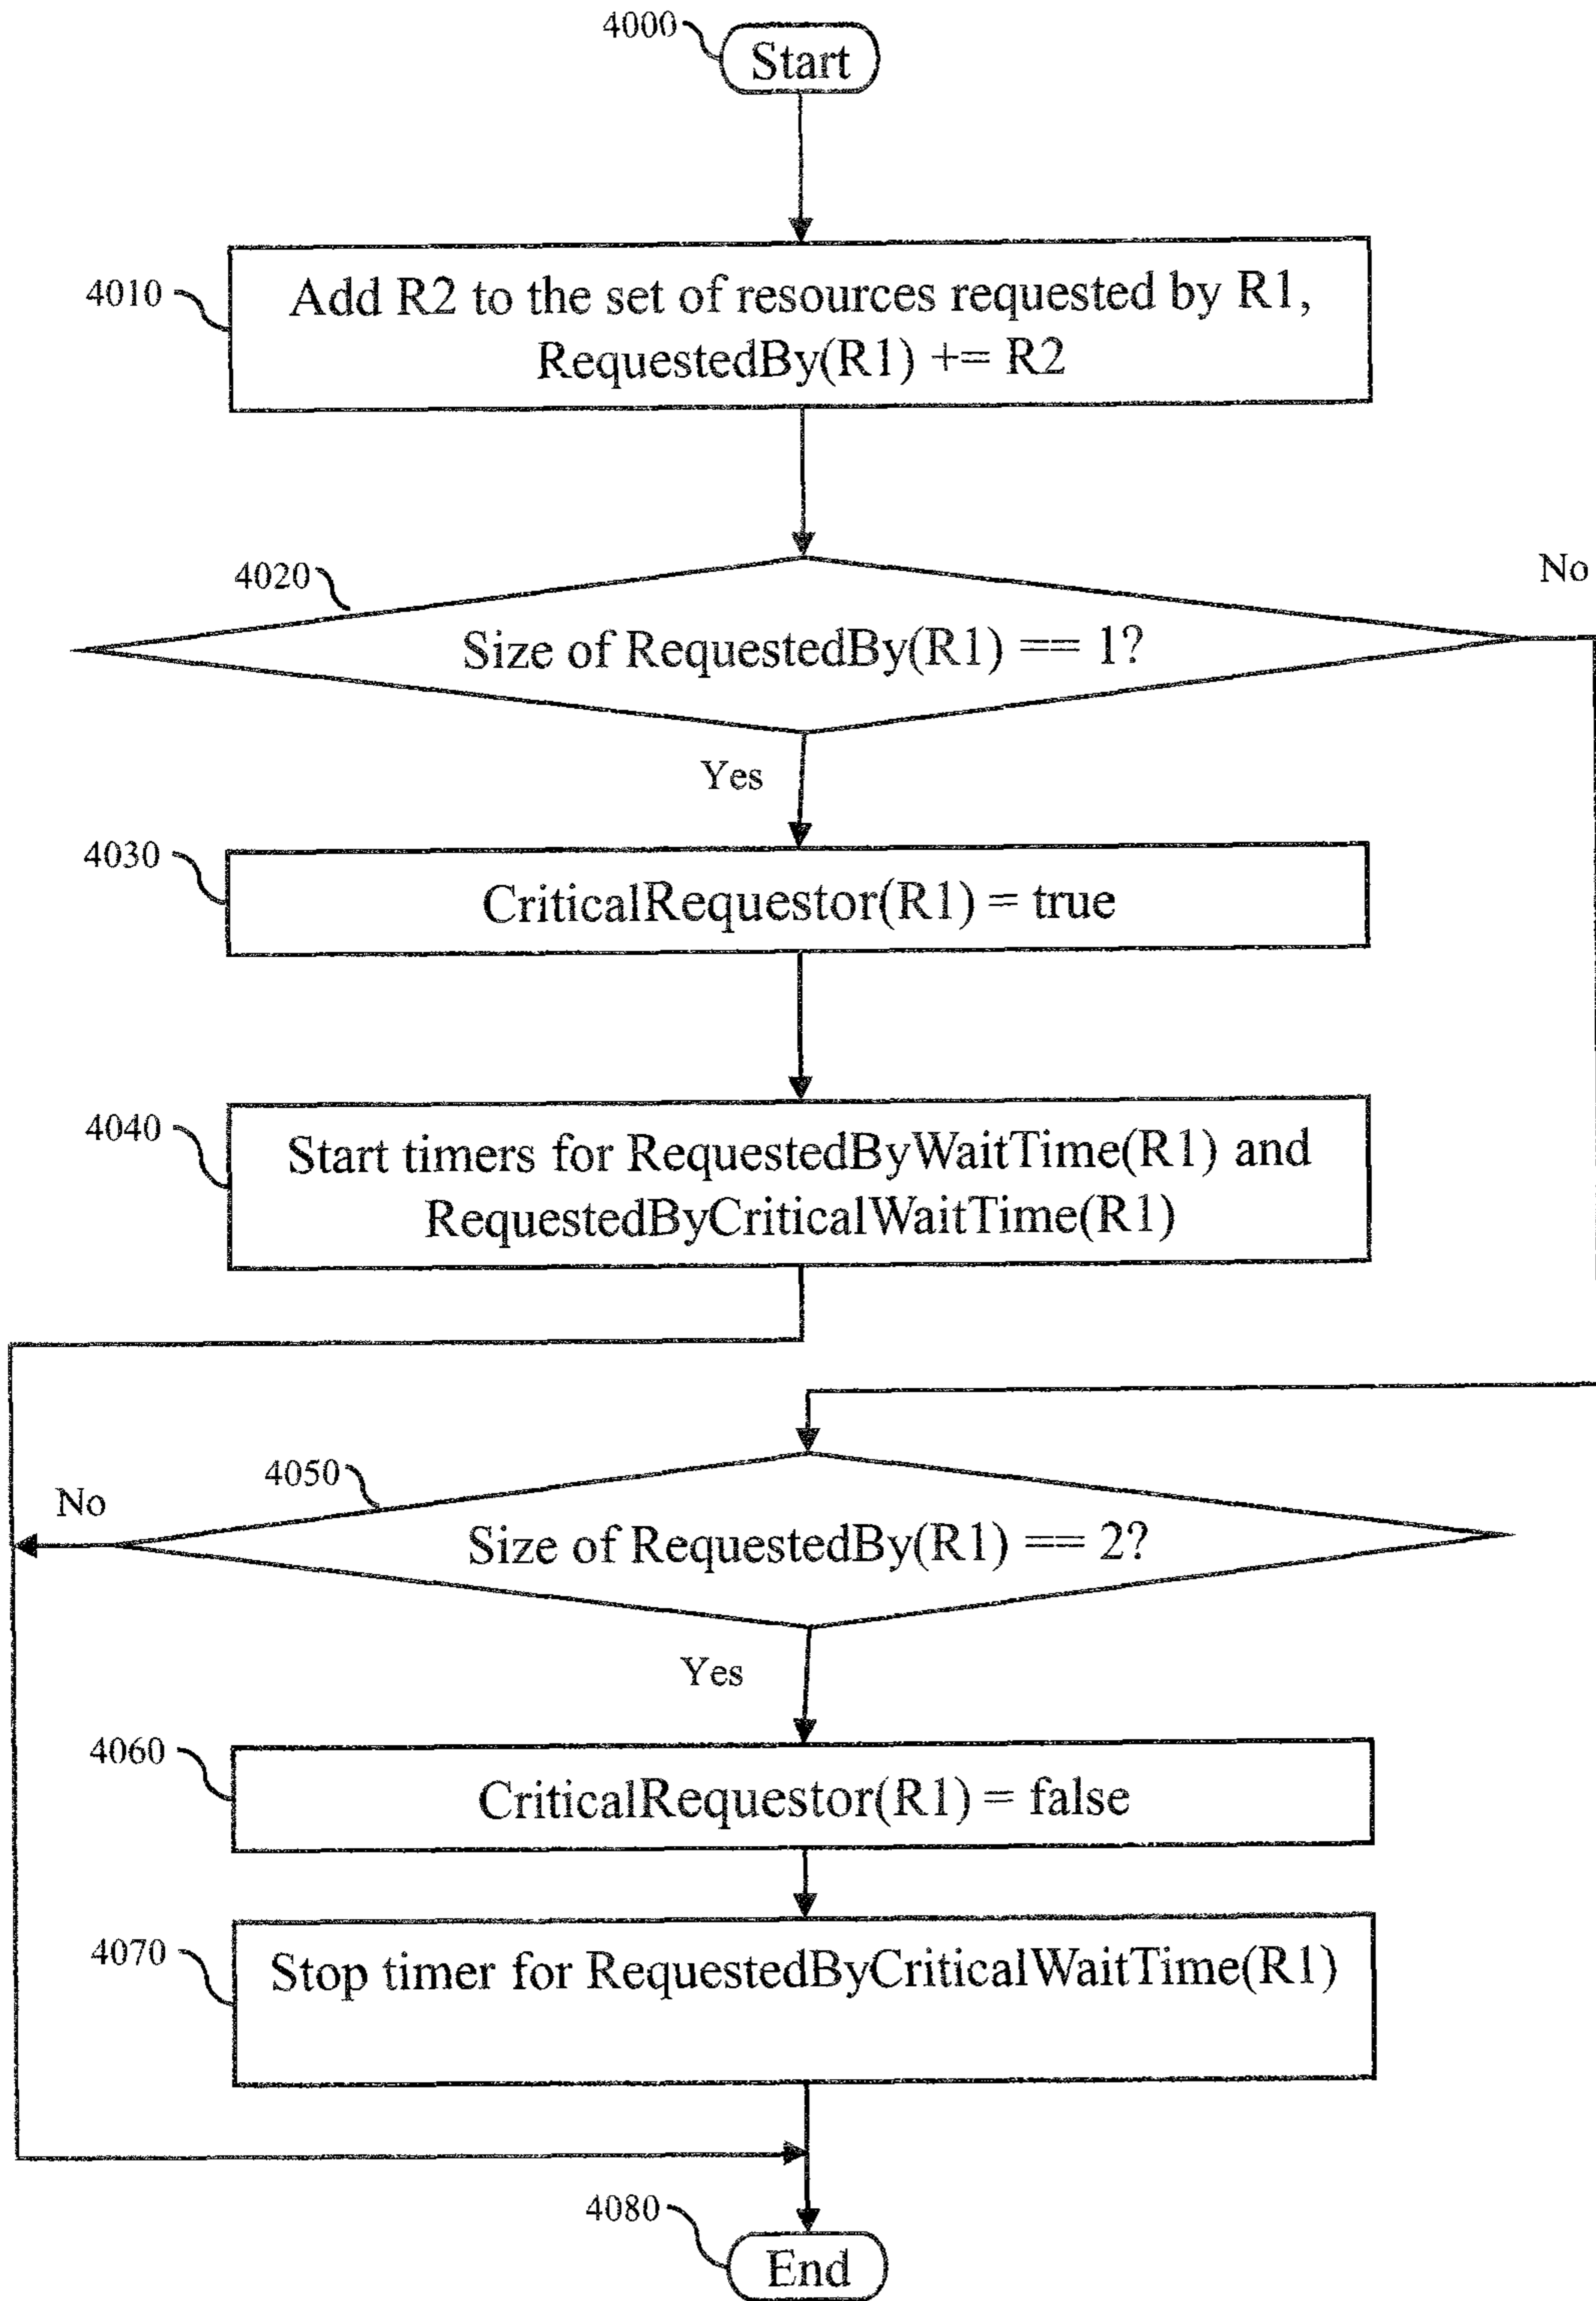 4000
Start
4010
Add R2 to the set of resources requested by R1,
RequestedBy(R1) += R2
4020
No
Size of RequestedBy(R1) == 1?
Yes
4030
CriticalRequestor(R1) = true
4040
Start timers for RequestedByWaitTime(R1) and
RequestedByCriticalWaitTime(R1)
4050
No
Size of RequestedBy(R1) == 2?
Yes
4060
CriticalRequestor(R1) = false
4070
Stop timer for RequestedByCriticalWaitTime(R1)
4080
End